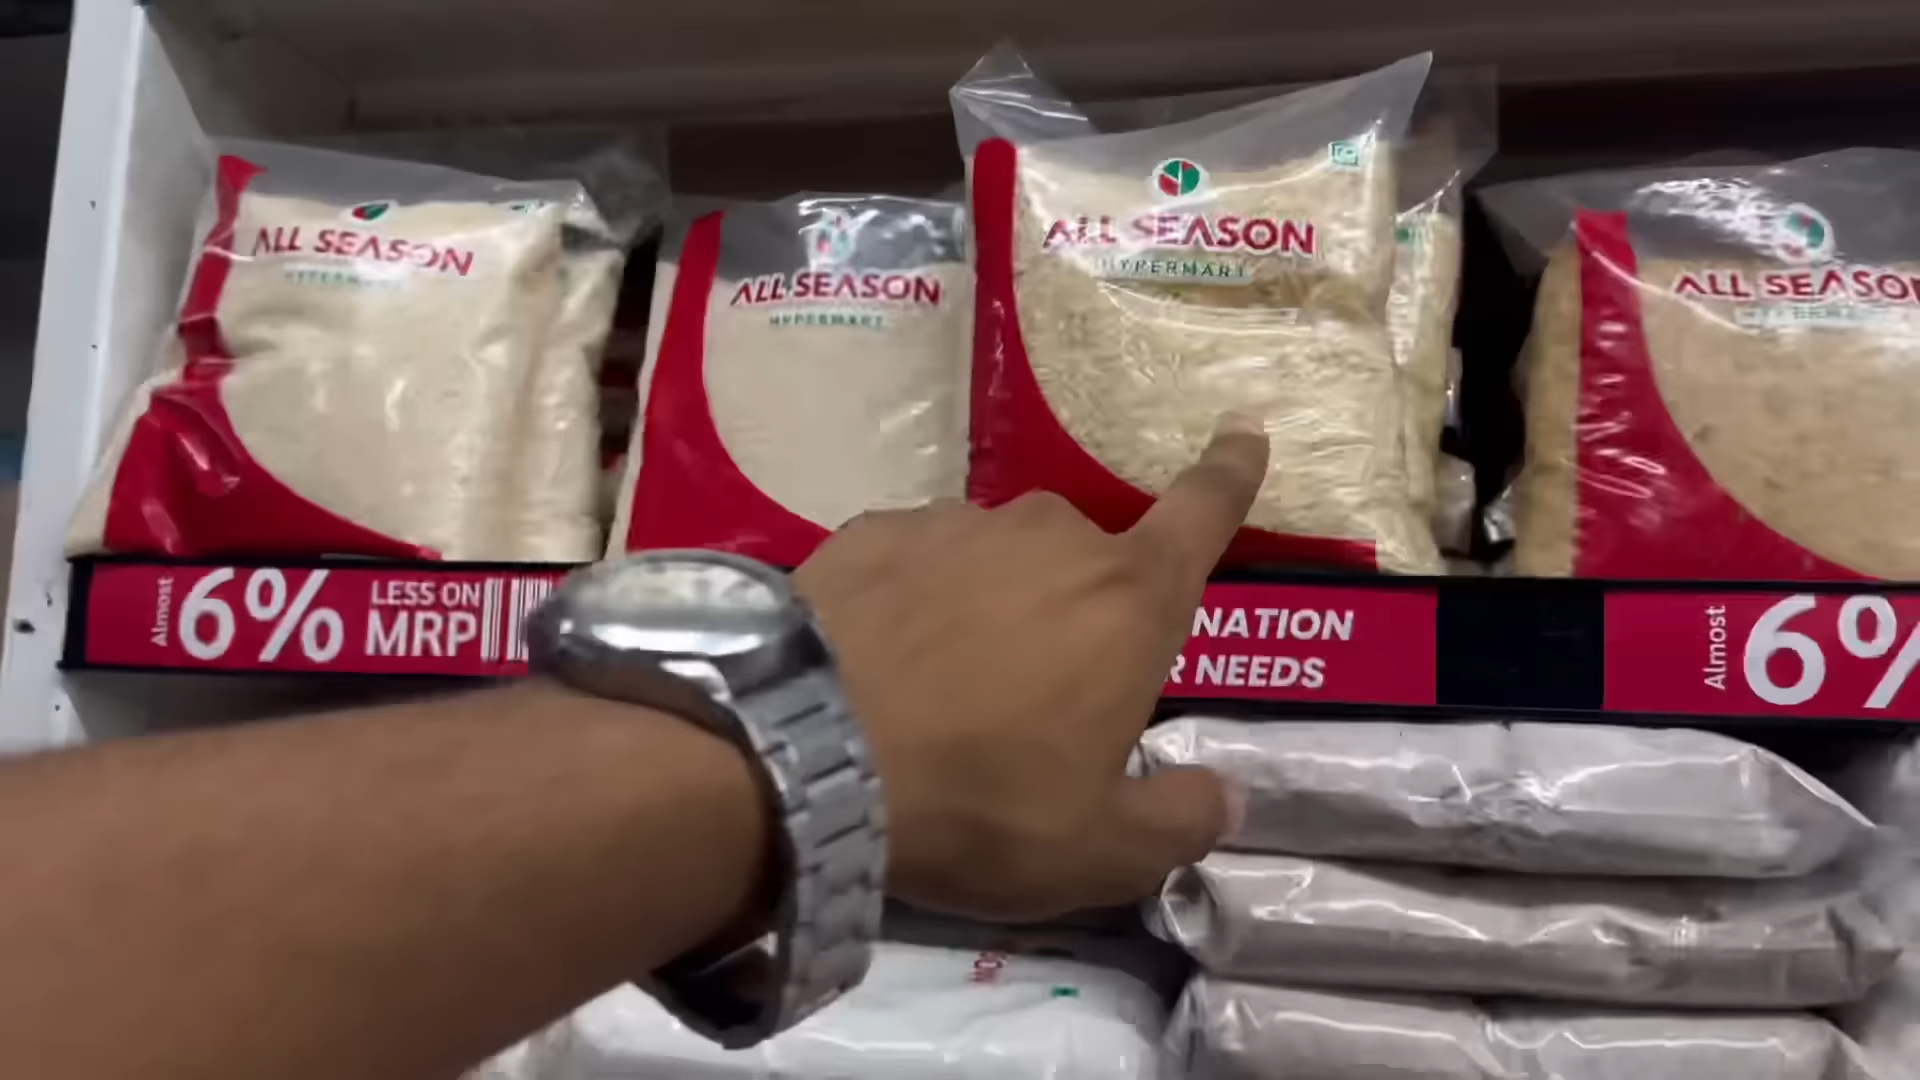 ALL SEASON
HYPERMART
ALL SEASON
HYPERMART
ALL SEASON
HYPERMART
ALL SEASON
HYPERMART
Almost
6%
LESS ON
MRP
NATION
R NEEDS
Almost
6%